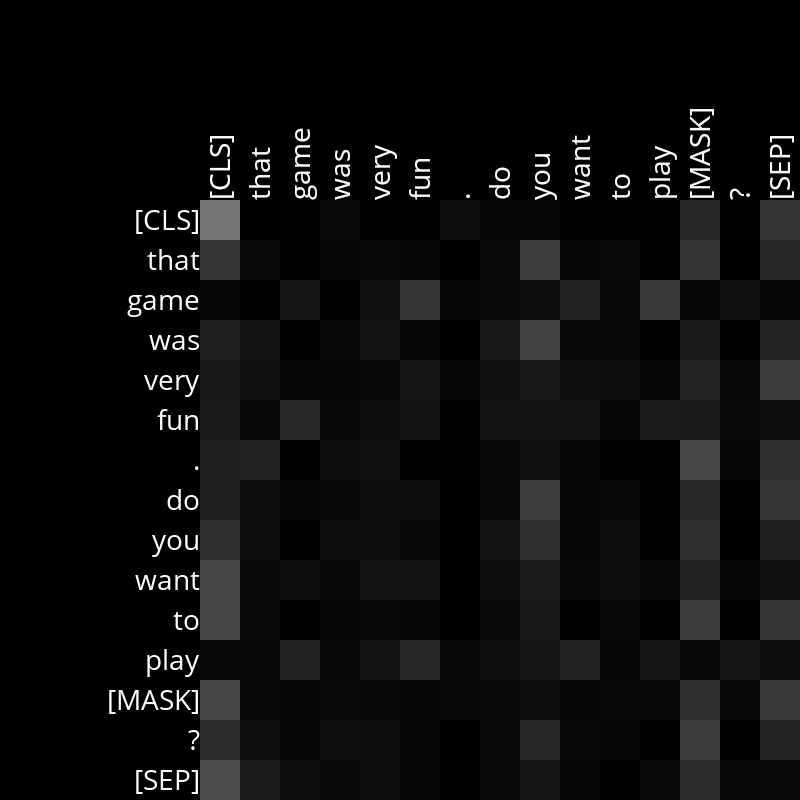 [CLS] that game was very fun . do you want to play [MASK] ? [SEP]
[CLS]
that
game
was
very
fun
.
do
you
want
to
play
[MASK]
?
[SEP]